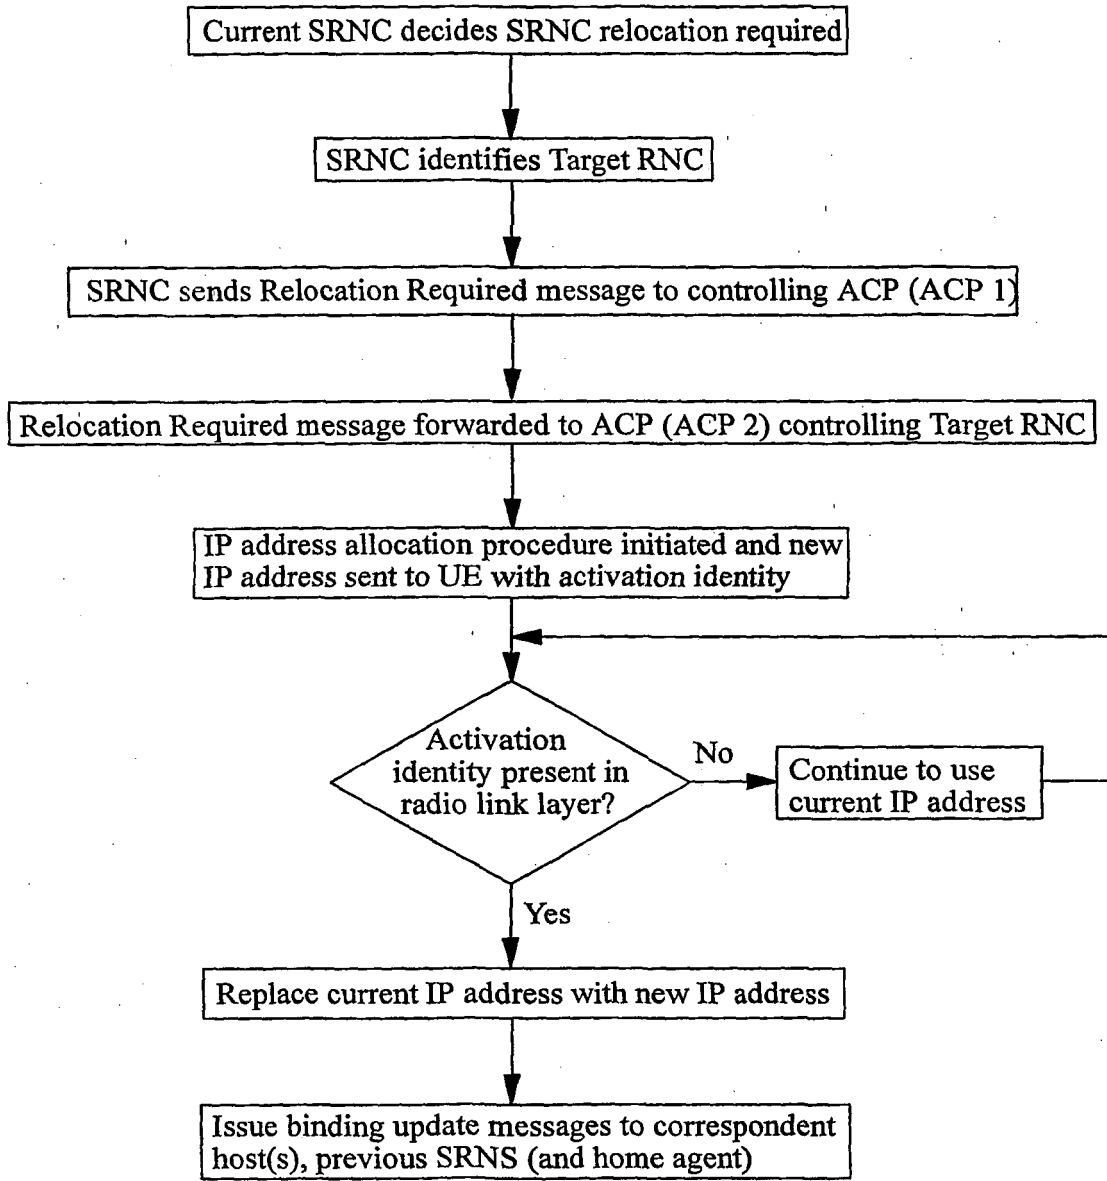 Current SRNC decides SRNC relocation required
SRNC identifies Target RNC
SRNC sends Relocation Required message to controlling ACP (ACP 1)
Relocation Required message forwarded to ACP (ACP 2) controlling Target RNC
IP address allocation procedure initiated and new
IP address sent to UE with activation identity
Activation
identity present in
radio link layer?
No
Continue to use
current IP address
Yes
Replace current IP address with new IP address
Issue binding update messages to correspondent
host(s), previous SRNS (and home agent)